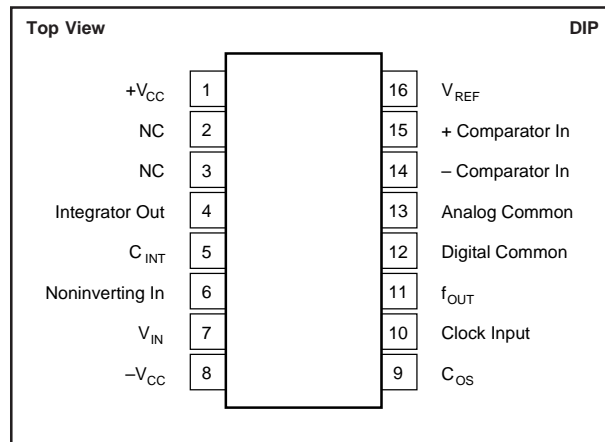 Top View DIP
+VCC 1 16 VREF
NC 2 15 + Comparator In
NC 3 14 – Comparator In
Integrator Out 4 13 Analog Common
CINT 5 12 Digital Common
Noninverting In 6 11 fOUT
VIN 7 10 Clock Input
–VCC 8 9 COS